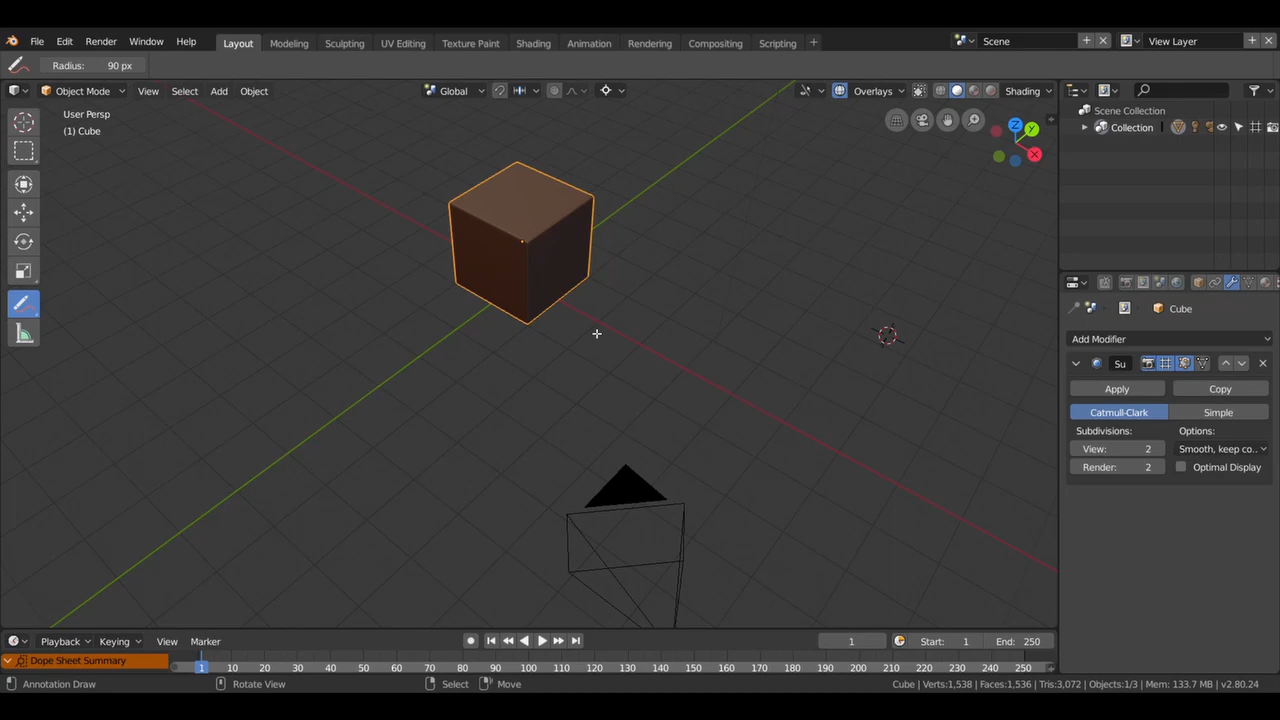 File Edit Render Window Help Layout Modeling Sculpting UV Editing Texture Paint Shading Animation Rendering Compositing Scripting + Scene View Layer
Radius: 90 px
Object Mode View Select Add Object Global Overlays Shading
User Persp
(1) Cube
Z
Y
X
Scene Collection
Collection
Cube
Add Modifier
Su
Apply Copy
Catmull-Clark Simple
Subdivisions: Options:
View: 2 Smooth, keep co..
Render: 2 Optimal Display
Playback Keying View Marker 1 Start: 1 End: 250
Dope Sheet Summary
1 10 20 30 40 50 60 70 80 90 100 110 120 130 140 150 160 170 180 190 200 210 220 230 240 250
Annotation Draw Rotate View Select Move Cube | Verts:1,538 | Faces:1,536 | Tris:3,072 | Objects:1/3 | Mem: 133.7 MB | v2.80.24